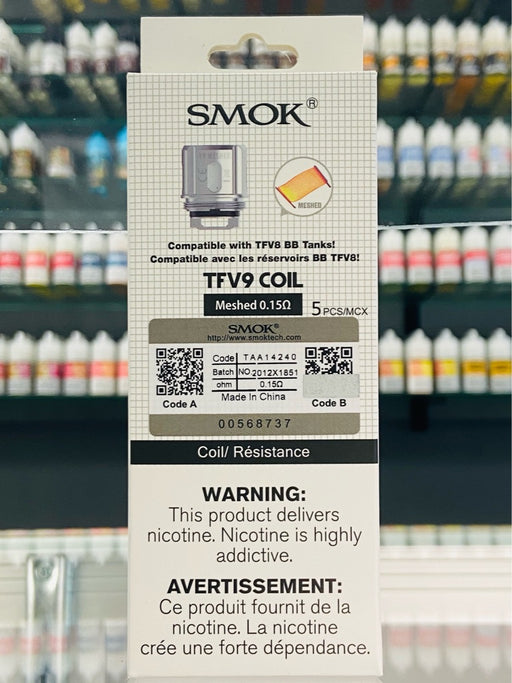 SMOK®
MESHED
Compatible with TFV8 BB Tanks!
Compatible avec les réservoirs BB TFV8!
TFV9 COIL
Meshed 0.15Ω
5 PCS/MCX
SMOK®
http://www.smoktech.com
Code TAA14240
Batch NO. 2012X1851
ohm 0.15Ω
Made In China
Code A
Code B
00568737
Coil/ Résistance
WARNING:
This product delivers
nicotine. Nicotine is highly
addictive.
AVERTISSEMENT:
Ce produit fournit de la
nicotine. La nicotine
crée une forte dépendance.